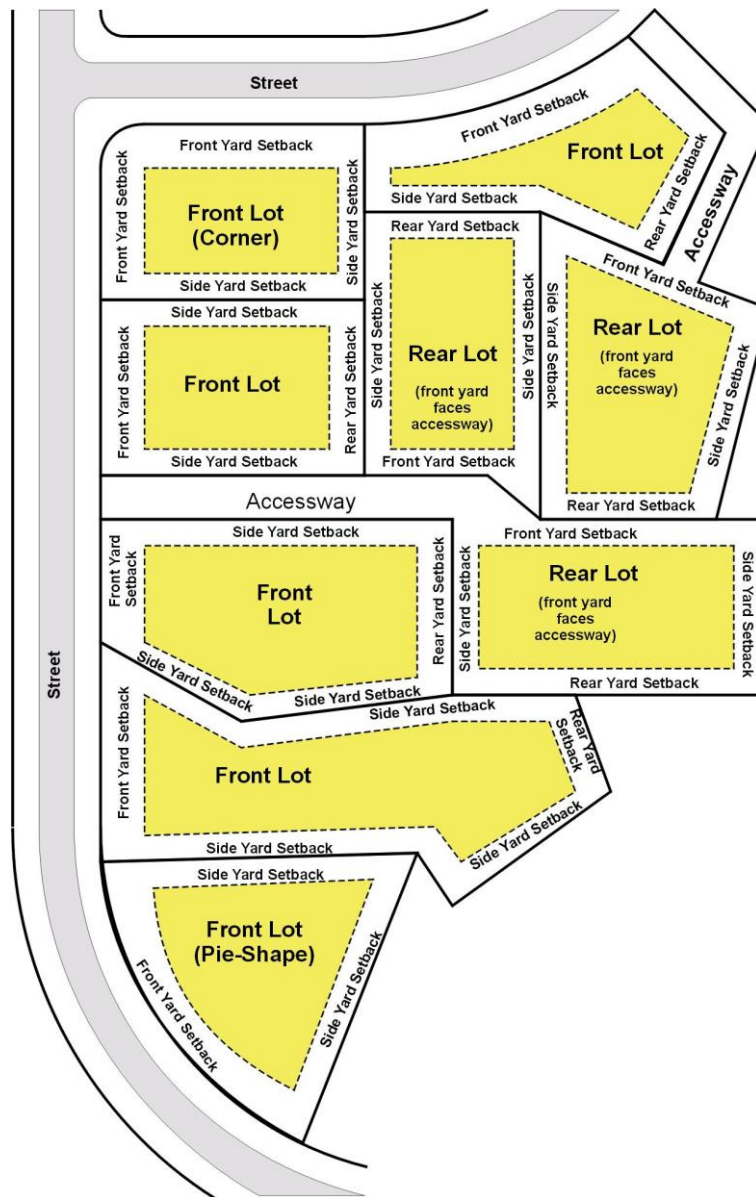 Street
Front Yard Setback
Rear Yard Setback
Front Lot
Side Yard Setback
Accessway
Front Yard Setback
Front Yard Setback
Front Lot
(Corner)
Side Yard Setback
Side Yard Setback
Rear Yard Setback
Side Yard Setback
Rear Lot
(front yard
faces
accessway)
Side Yard Setback
Front Yard Setback
Front Yard Setback
Side Yard Setback
Rear Lot
(front yard
faces
accessway)
Side Yard Setback
Rear Yard Setback
Side Yard Setback
Front Yard Setback
Front Lot
Rear Yard Setback
Side Yard Setback
Accessway
Side Yard Setback
Front Yard
Setback
Front
Lot
Rear Yard Setback
Side Yard Setback
Side Yard Setback
Front Yard Setback
Side Yard Setback
Rear Lot
(front yard
faces
accessway)
Side Yard Setback
Rear Yard Setback
Street
Side Yard Setback
Front Yard Setback
Front Lot
Rear Yard
Setback
Side Yard Setback
Side Yard Setback
Side Yard Setback
Front Lot
(Pie-Shape)
Front Yard Setback
Side Yard Setback